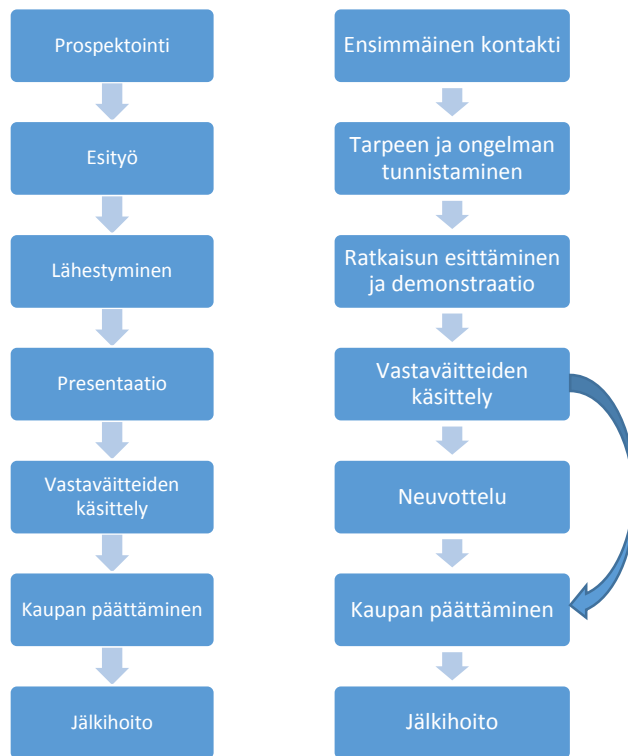 Prospektointi
Esityö
Lähestyminen
Presentaatio
Vastaväitteiden
käsittely
Kaupan päättäminen
Jälkihoito
Ensimmäinen kontakti
Tarpeen ja ongelman
tunnistaminen
Ratkaisun esittäminen
ja demonstraatio
Vastaväitteiden
käsittely
Neuvottelu
Kaupan päättäminen
Jälkihoito